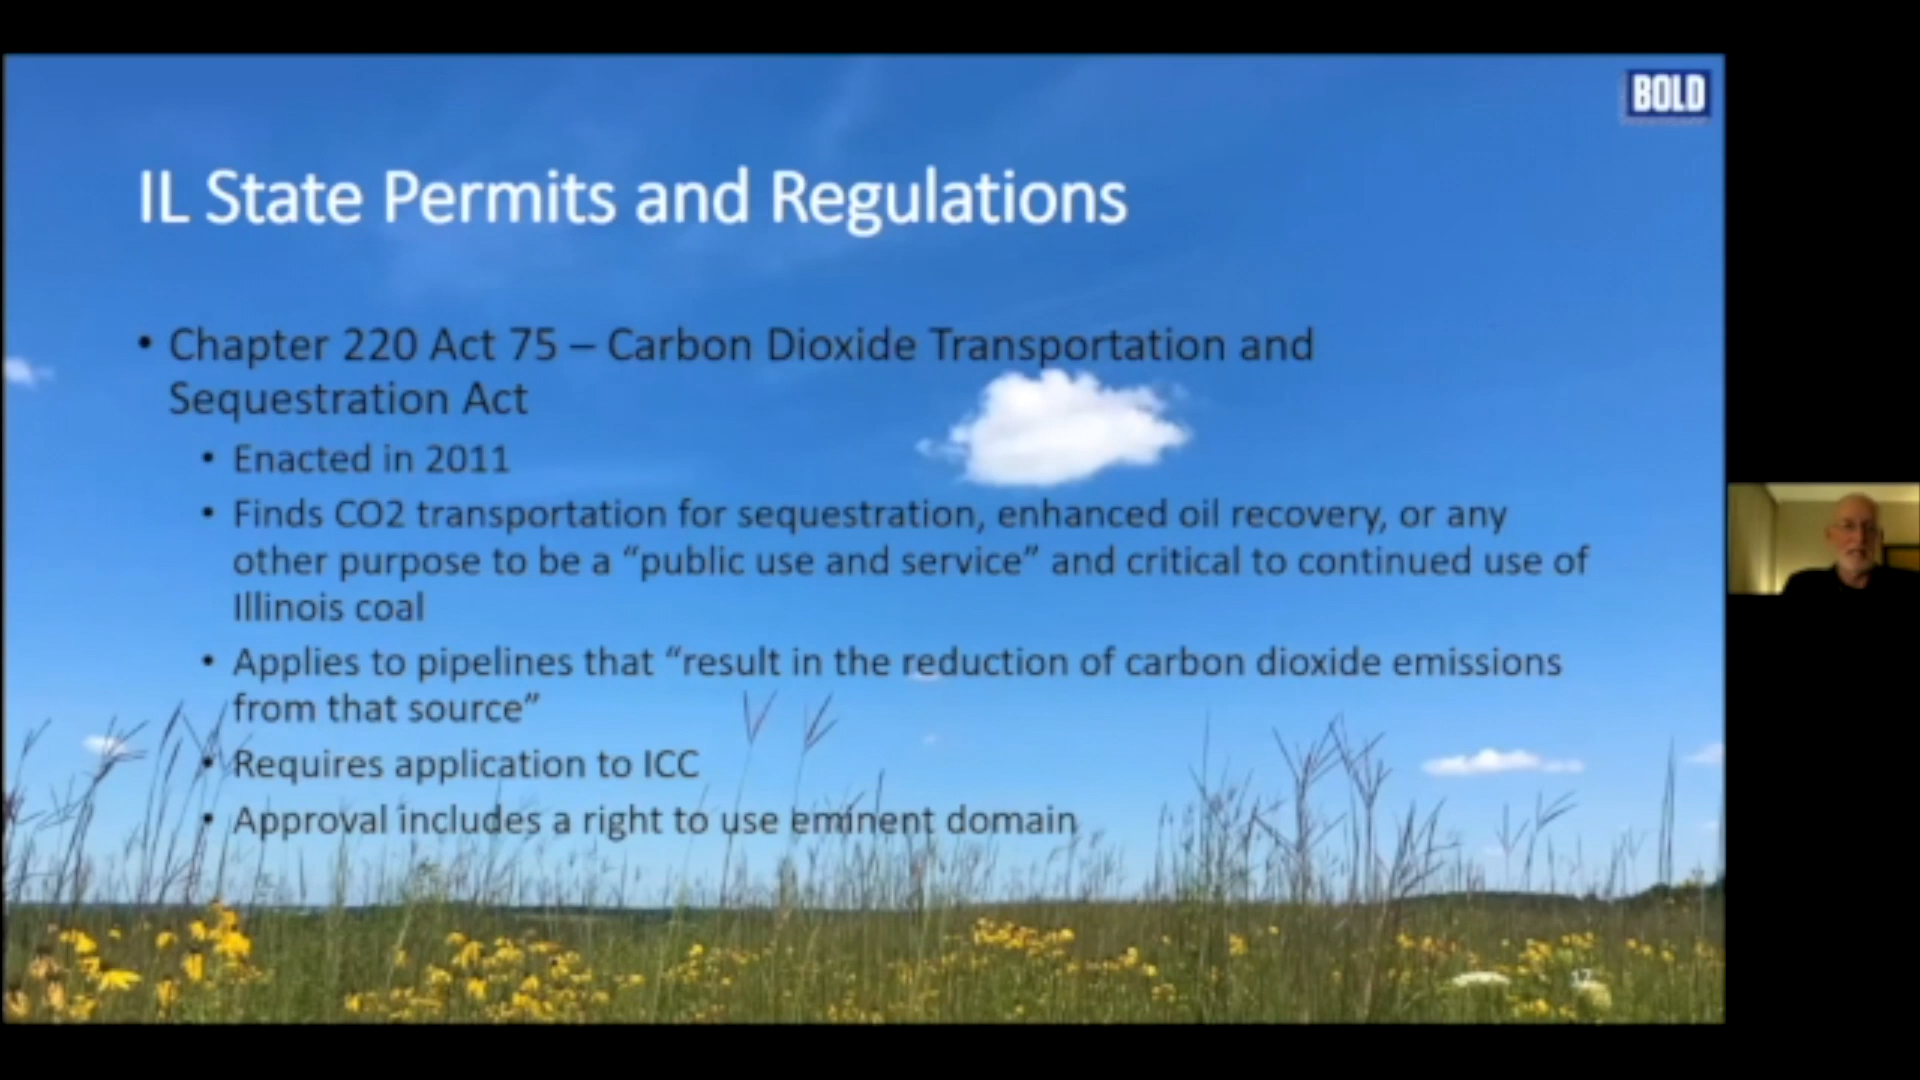 BOLD
IL State Permits and Regulations
• Chapter 220 Act 75 – Carbon Dioxide Transportation and
Sequestration Act
• Enacted in 2011
• Finds CO2 transportation for sequestration, enhanced oil recovery, or any
other purpose to be a “public use and service” and critical to continued use of
Illinois coal
• Applies to pipelines that “result in the reduction of carbon dioxide emissions
from that source”
• Requires application to ICC
• Approval includes a right to use eminent domain
17